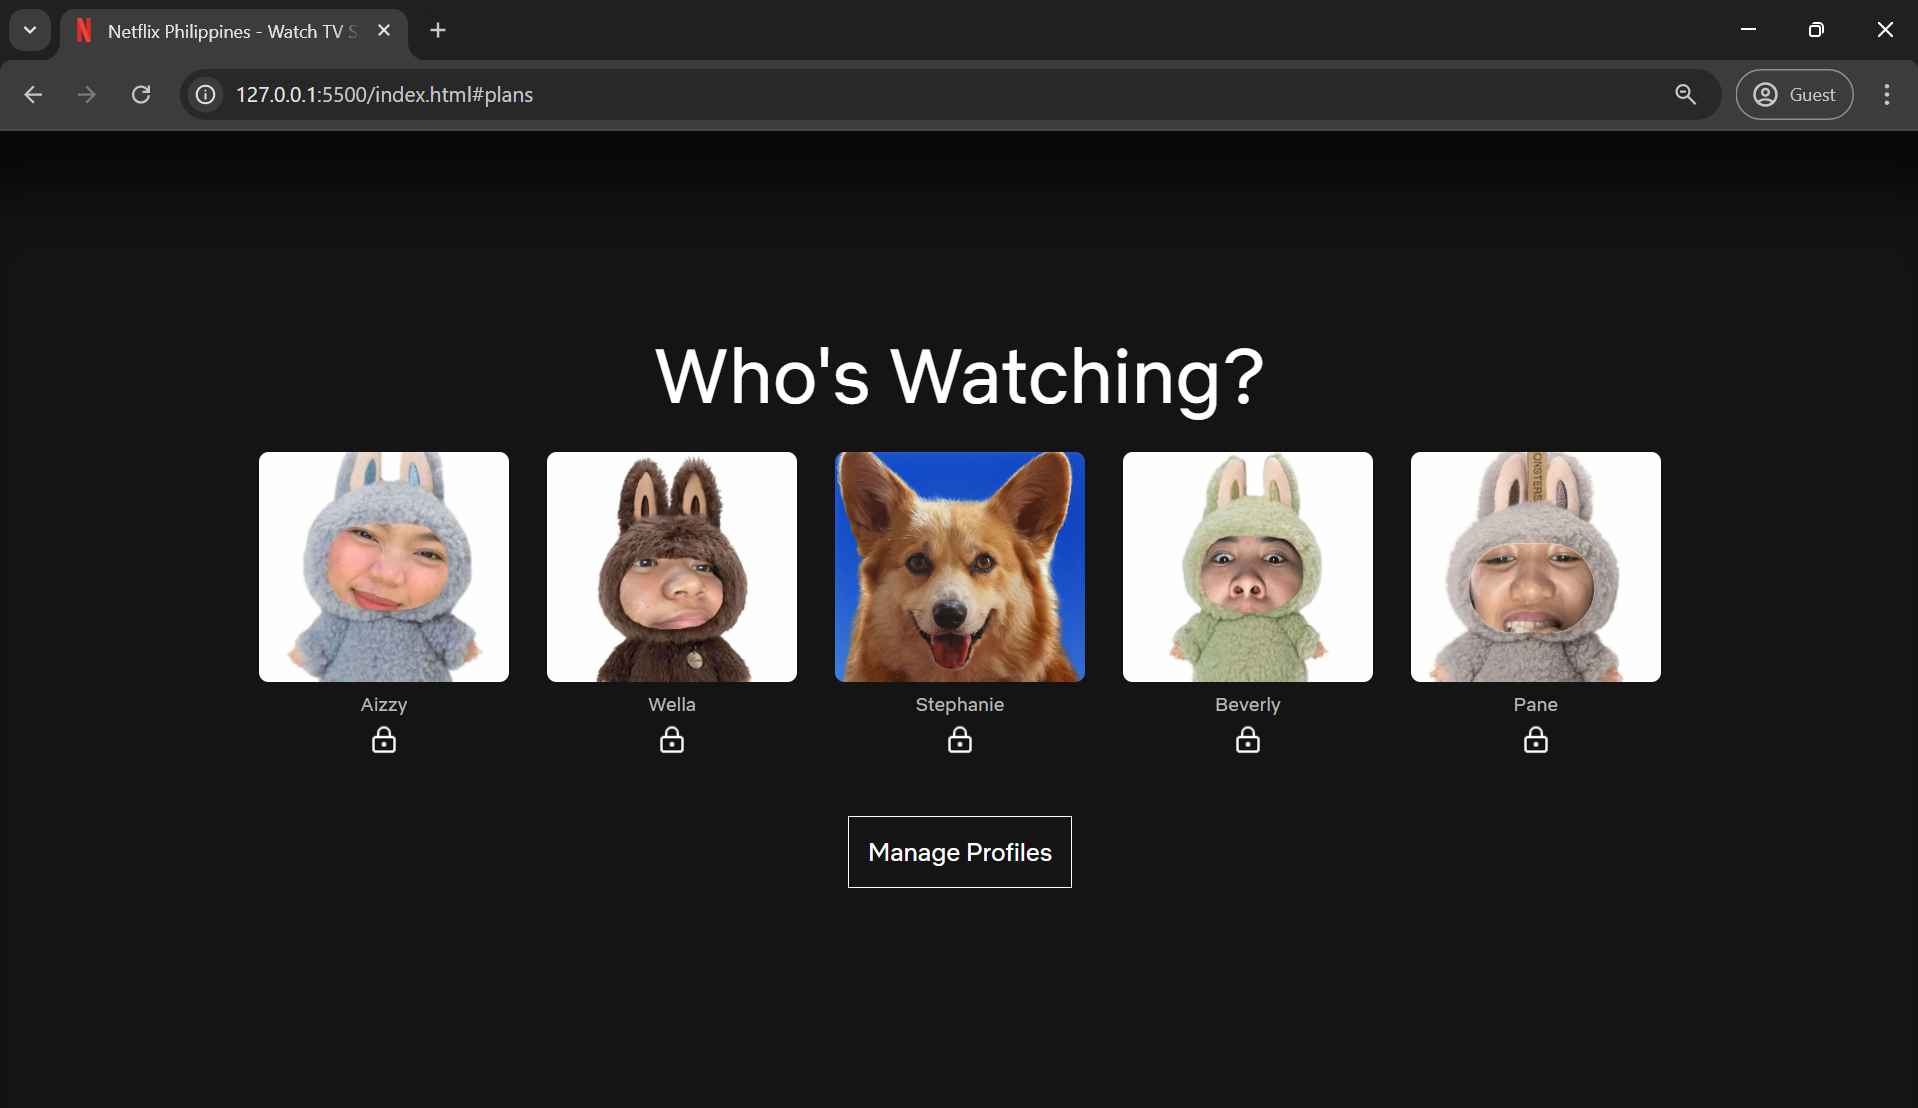 Netflix Philippines - Watch TV S
127.0.0.1:5500/index.html#plans
Guest
Who's Watching?
ONSTERS
Aizzy
Wella
Stephanie
Beverly
Pane
Manage Profiles